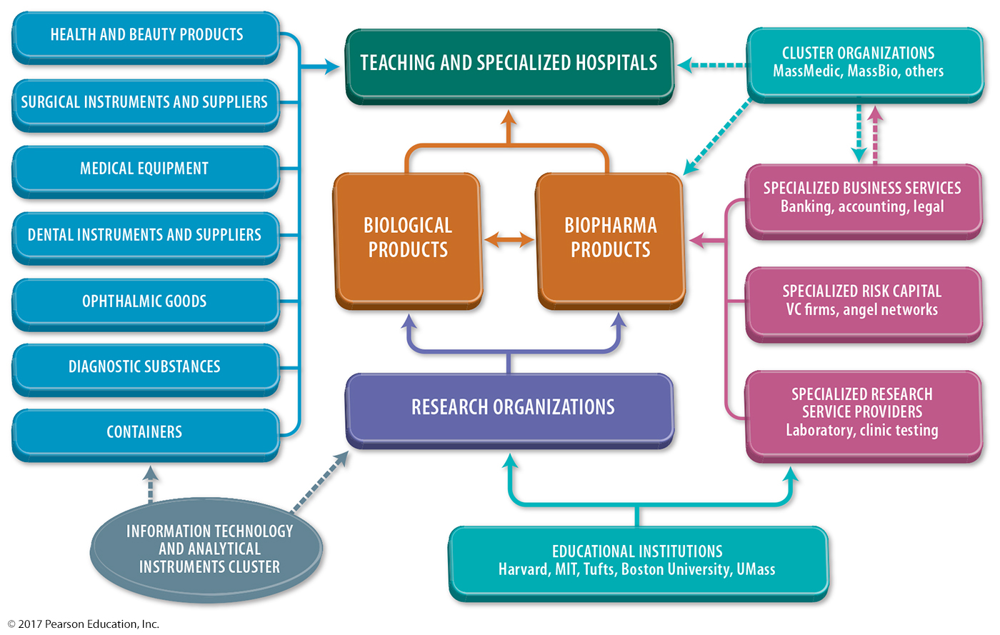 HEALTH AND BEAUTY PRODUCTS
SURGICAL INSTRUMENTS AND SUPPLIERS
MEDICAL EQUIPMENT
DENTAL INSTRUMENTS AND SUPPLIERS
OPHTHALMIC GOODS
DIAGNOSTIC SUBSTANCES
CONTAINERS
INFORMATION TECHNOLOGY
AND ANALYTICAL
INSTRUMENTS CLUSTER
TEACHING AND SPECIALIZED HOSPITALS
BIOLOGICAL
PRODUCTS
BIOPHARMA
PRODUCTS
RESEARCH ORGANIZATIONS
EDUCATIONAL INSTITUTIONS
Harvard, MIT, Tufts, Boston University, UMass
CLUSTER ORGANIZATIONS
MassMedic, MassBio, others
SPECIALIZED BUSINESS SERVICES
Banking, accounting, legal
SPECIALIZED RISK CAPITAL
VC firms, angel networks
SPECIALIZED RESEARCH
SERVICE PROVIDERS
Laboratory, clinic testing
© 2017 Pearson Education, Inc.